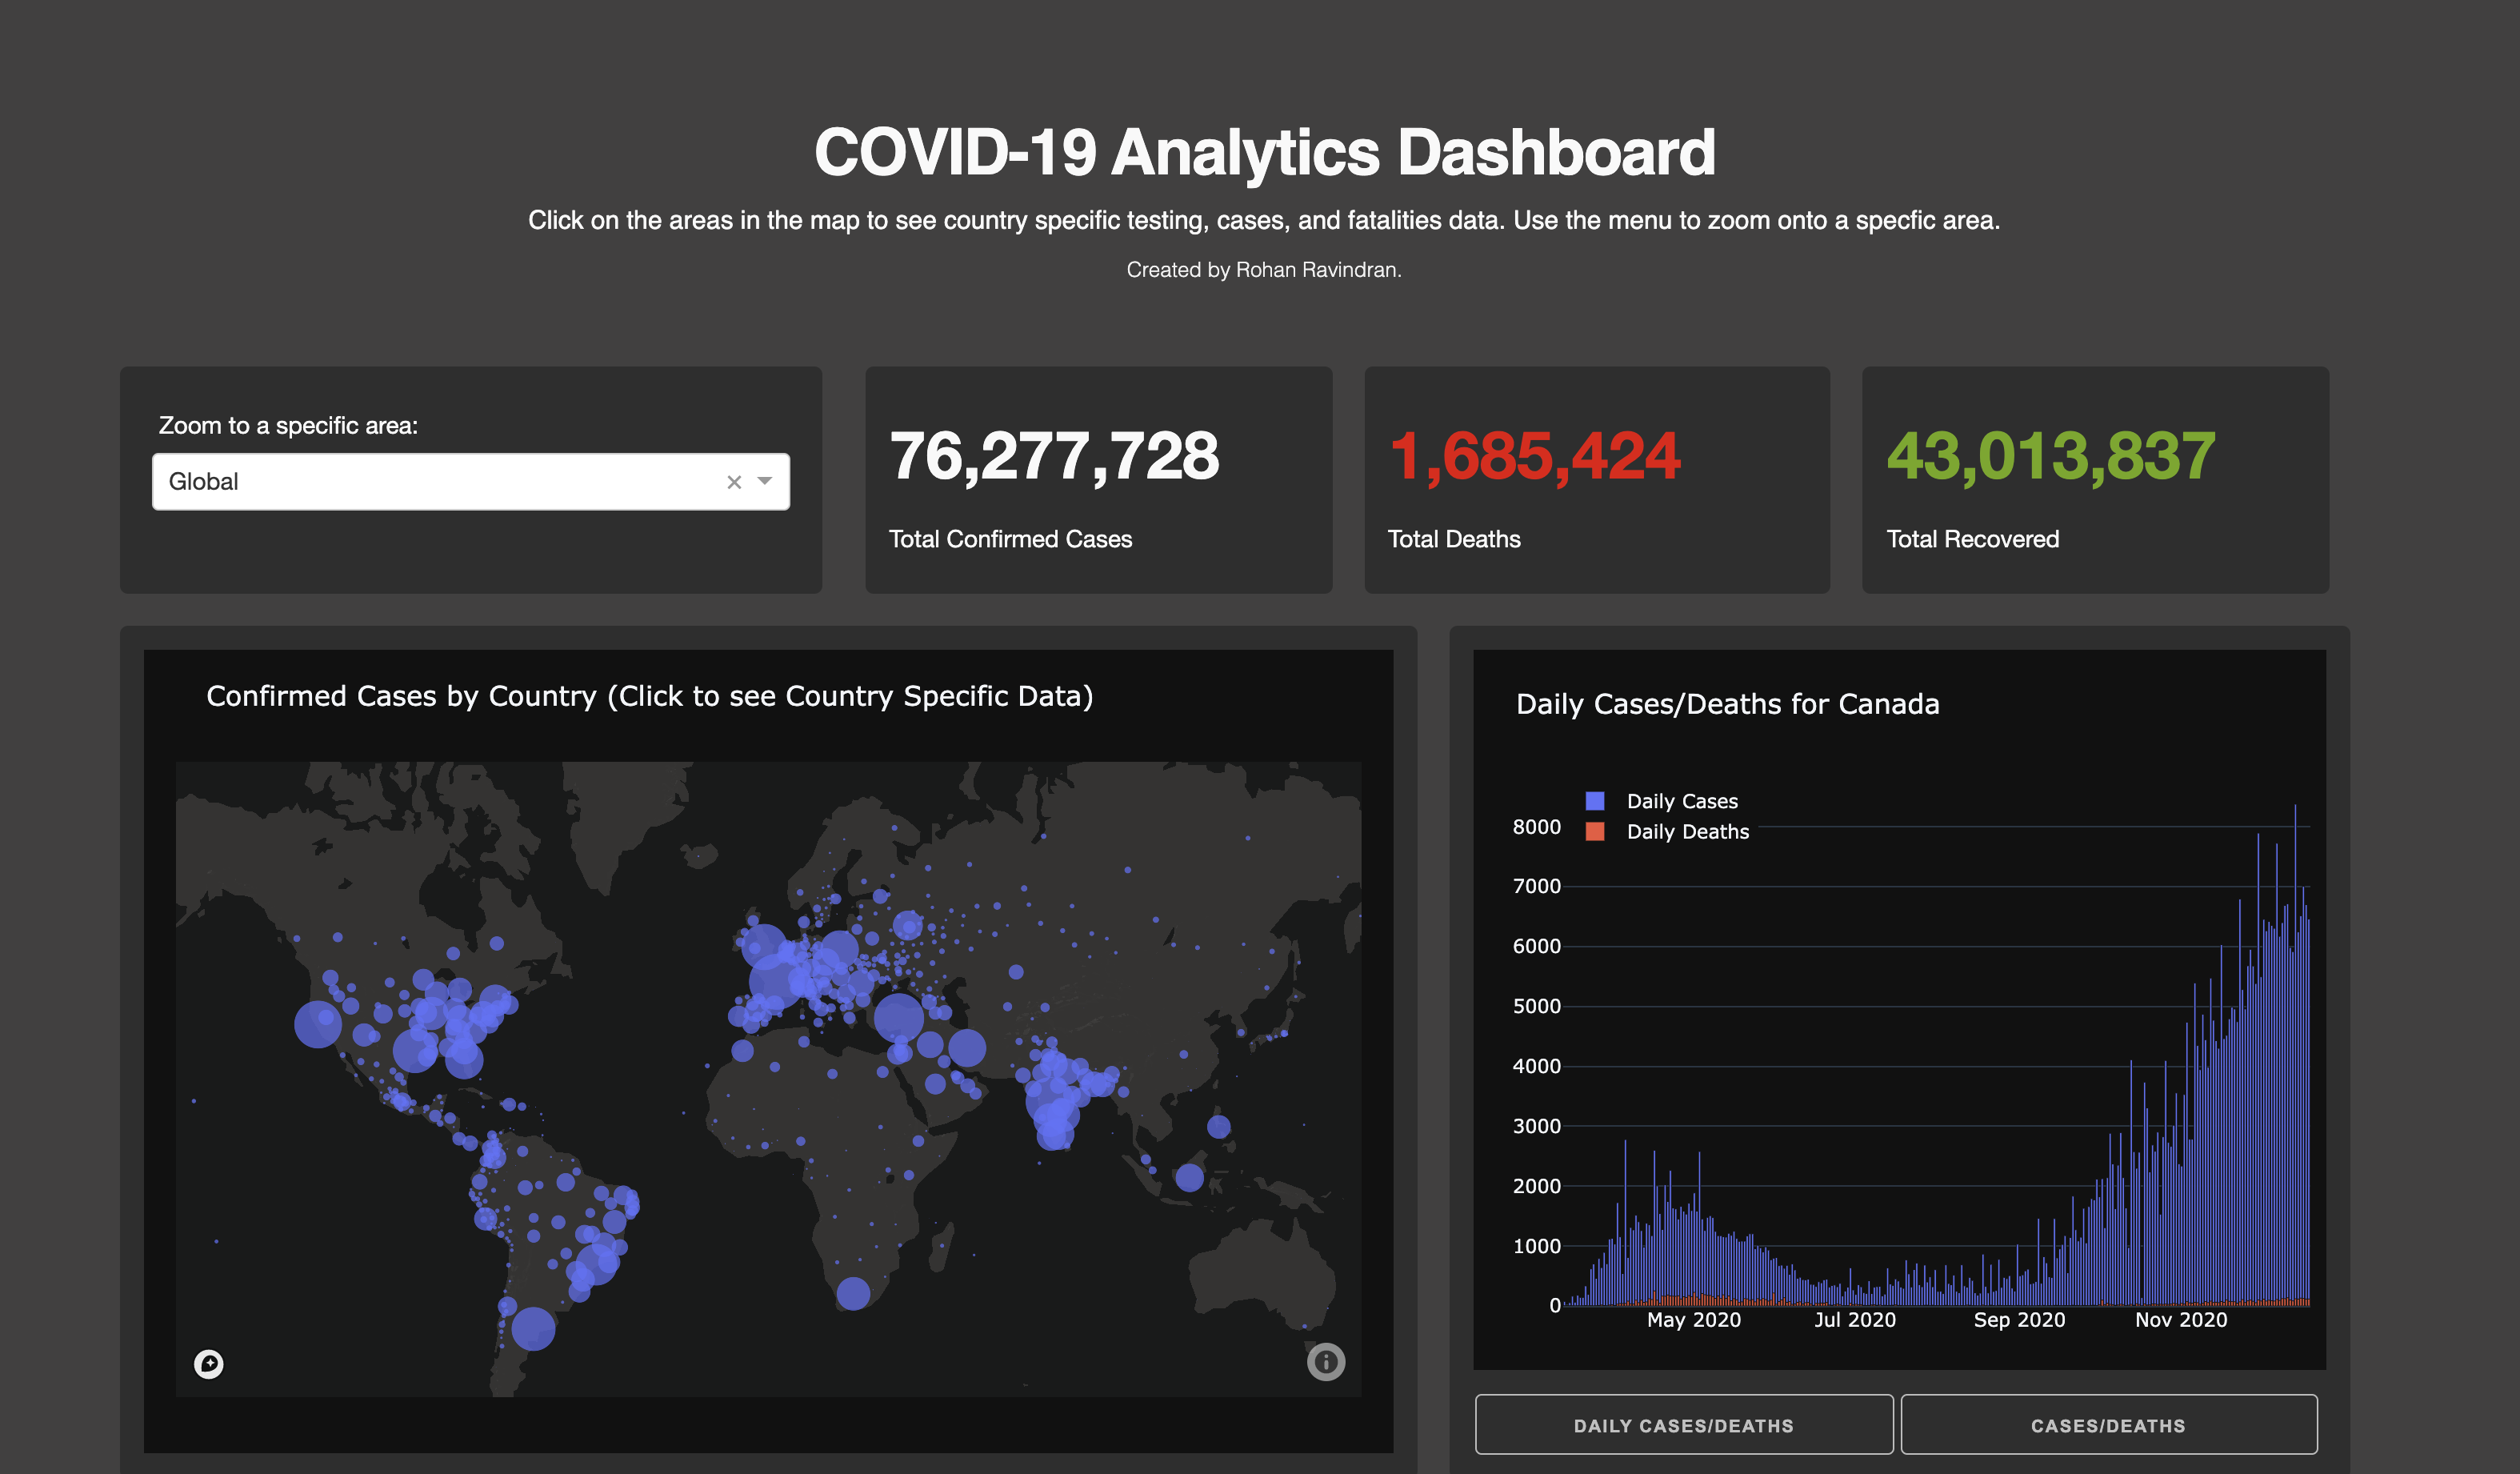 COVID-19 Analytics Dashboard
Click on the areas in the map to see country specific testing, cases, and fatalities data. Use the menu to zoom onto a specfic area.
Created by Rohan Ravindran.
Zoom to a specific area:
Global
76,277,728
Total Confirmed Cases
1,685,424
Total Deaths
43,013,837
Total Recovered
Confirmed Cases by Country (Click to see Country Specific Data)
Daily Cases/Deaths for Canada
Daily Cases
Daily Deaths
8000
7000
6000
5000
4000
3000
2000
1000
0
May 2020 Jul 2020 Sep 2020 Nov 2020
DAILY CASES/DEATHS
CASES/DEATHS